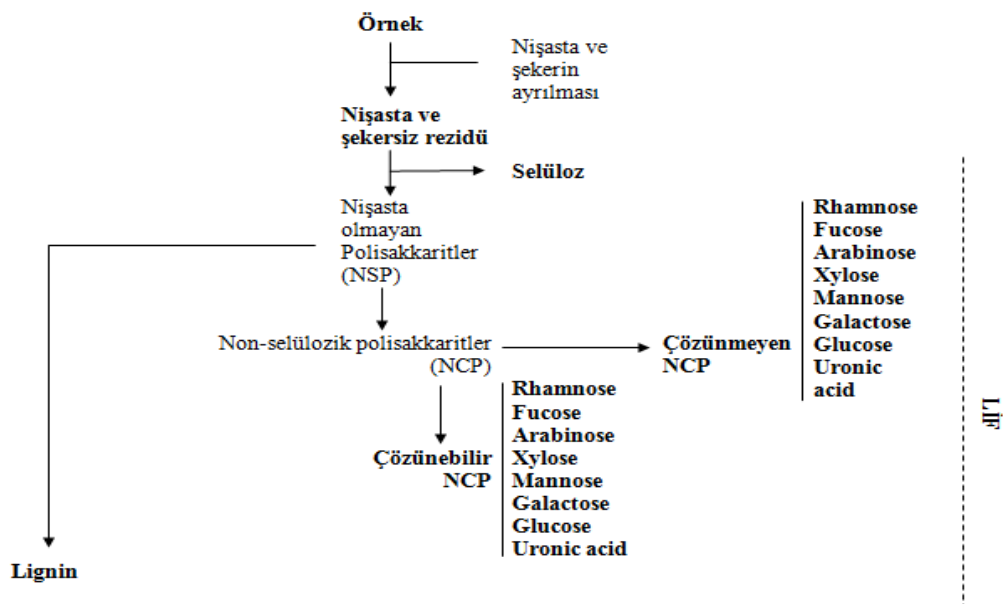 Örnek
Nişasta ve
şekerin
ayrılması
Nişasta ve
şekersiz rezidü
Selüloz
Nişasta
olmayan
Polisakkaritler
(NSP)
Non-selülozik polisakkaritler
(NCP)
Çözünmeyen
NCP
Rhamnose
Fucose
Arabinose
Xylose
Mannose
Galactose
Glucose
Uronic
acid
Çözünebilir
NCP
Rhamnose
Fucose
Arabinose
Xylose
Mannose
Galactose
Glucose
Uronic acid
Lignin
LİF